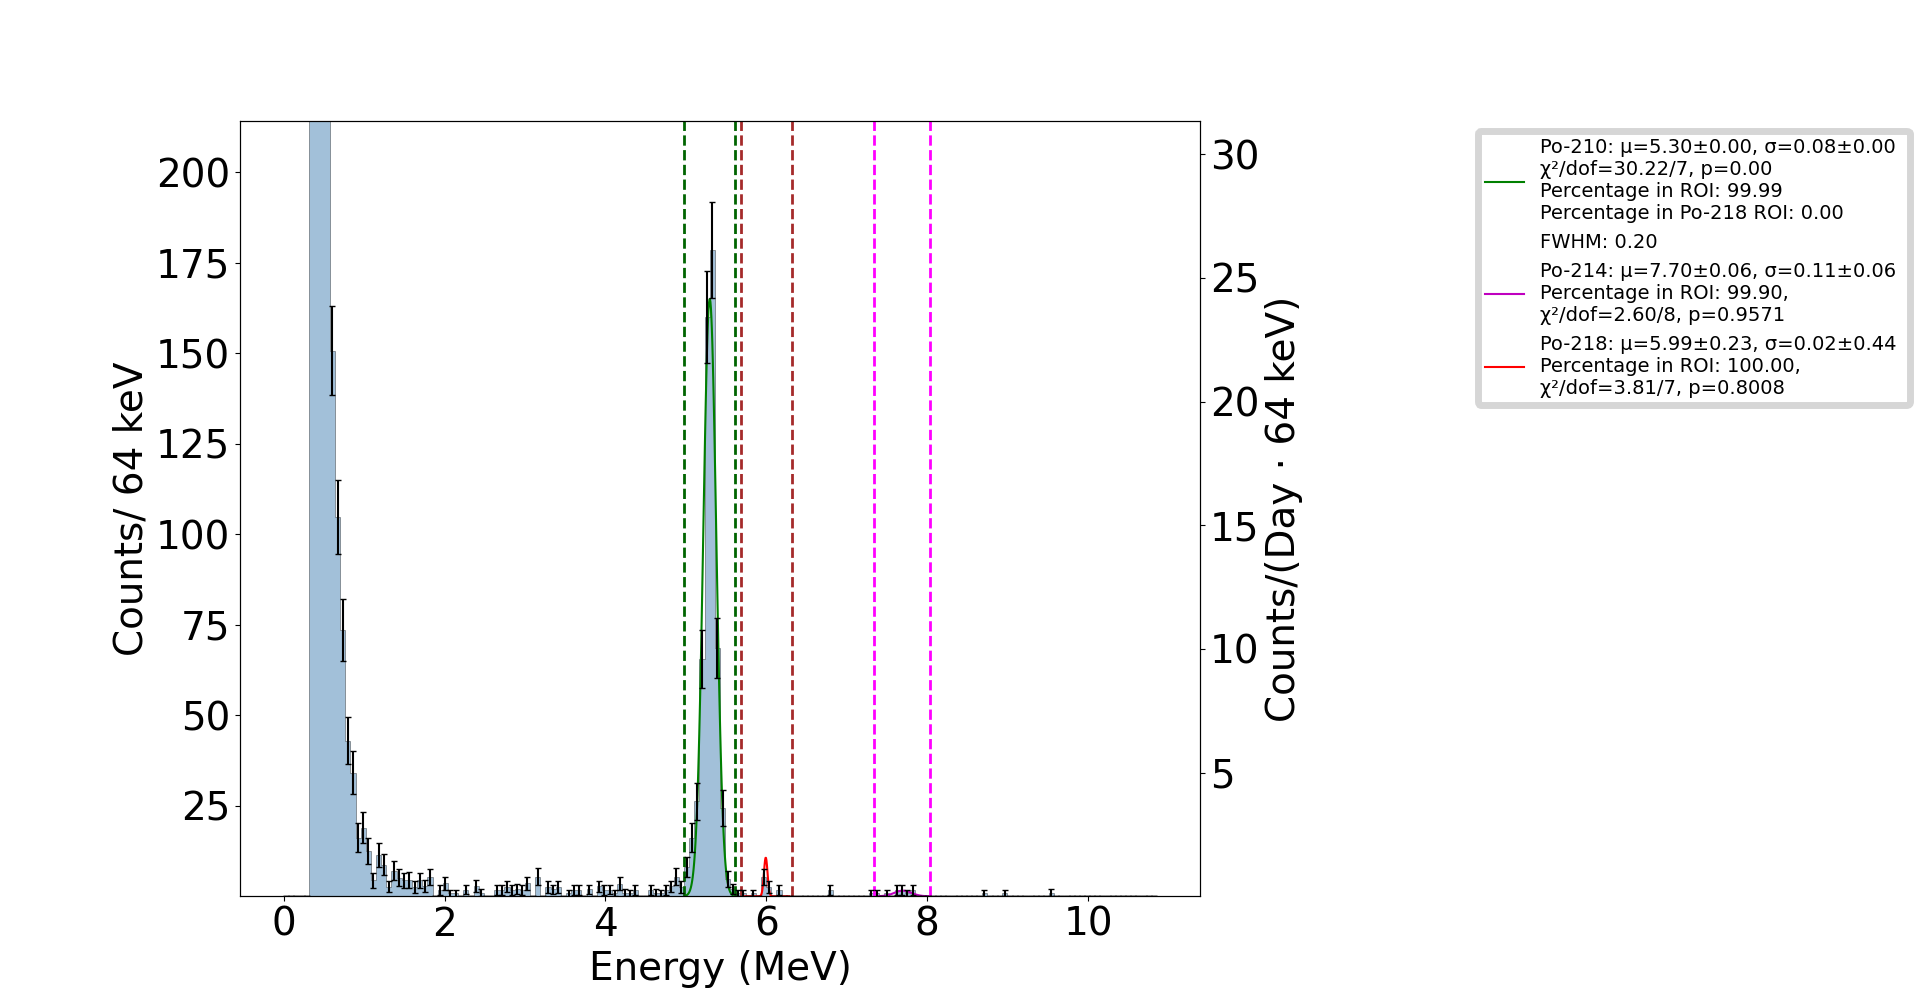 200
175
150
125
100
75
50
25
Counts/ 64 keV
0 2 4 6 8 10
Energy (MeV)
30
25
20
15
10
5
Counts/(Day · 64 keV)
Po-210: μ=5.30±0.00, σ=0.08±0.00
χ²/dof=30.22/7, p=0.00
Percentage in ROI: 99.99
Percentage in Po-218 ROI: 0.00
FWHM: 0.20
Po-214: μ=7.70±0.06, σ=0.11±0.06
Percentage in ROI: 99.90,
χ²/dof=2.60/8, p=0.9571
Po-218: μ=5.99±0.23, σ=0.02±0.44
Percentage in ROI: 100.00,
χ²/dof=3.81/7, p=0.8008